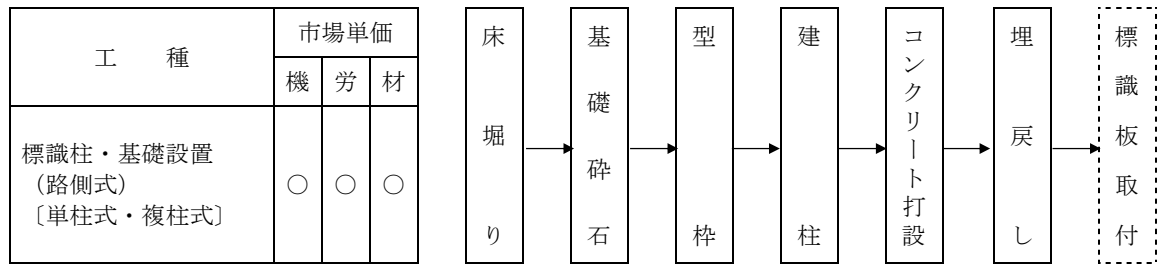 工　種
市場単価
機 労 材
標識柱・基礎設置
（路側式）
〔単柱式・複柱式〕
○ ○ ○
床堀り
基礎砕石
型枠
建柱
コンクリート打設
埋戻し
標識板取付